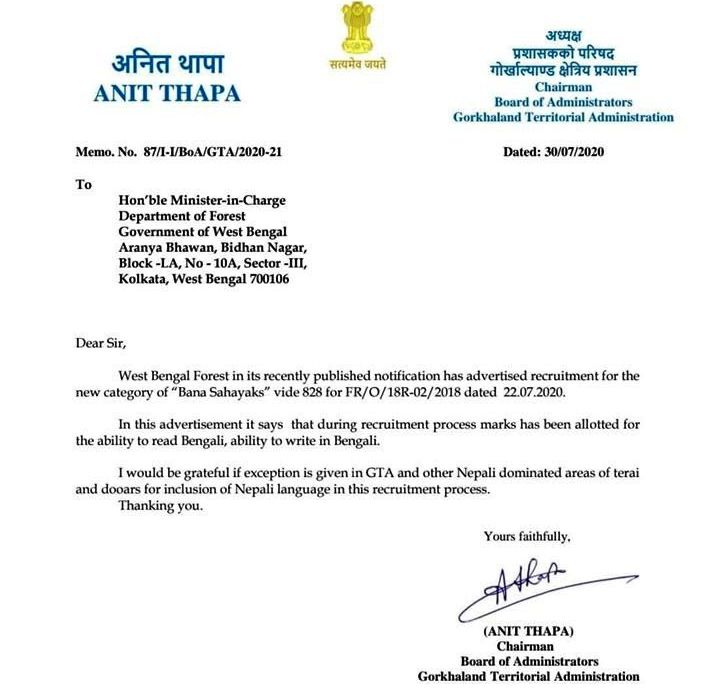 सत्यमेव जयते
अनित थापा
ANIT THAPA
अध्यक्ष
प्रशासकको परिषद
गोर्खाल्याण्ड क्षेत्रिय प्रशासन
Chairman
Board of Administrators
Gorkhaland Territorial Administration
Memo. No. 87/I-I/BoA/GTA/2020-21
Dated: 30/07/2020
To
Hon'ble Minister-in-Charge
Department of Forest
Government of West Bengal
Aranya Bhawan, Bidhan Nagar,
Block -LA, No - 10A, Sector -III,
Kolkata, West Bengal 700106
Dear Sir,
West Bengal Forest in its recently published notification has advertised recruitment for the
new category of "Bana Sahayaks" vide 828 for FR/O/18R-02/2018 dated 22.07.2020.
In this advertisement it says that during recruitment process marks has been allotted for
the ability to read Bengali, ability to write in Bengali.
I would be grateful if exception is given in GTA and other Nepali dominated areas of terai
and dooars for inclusion of Nepali language in this recruitment process.
Thanking you.
Yours faithfully,
AThapa
(ANIT THAPA)
Chairman
Board of Administrators
Gorkhaland Territorial Administration